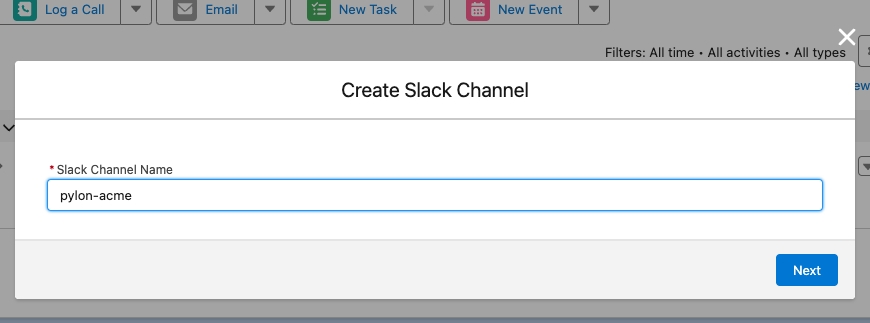 Log a Call Email New Task New Event
Filters: All time • All activities • All types
Create Slack Channel
* Slack Channel Name
pylon-acme
Next